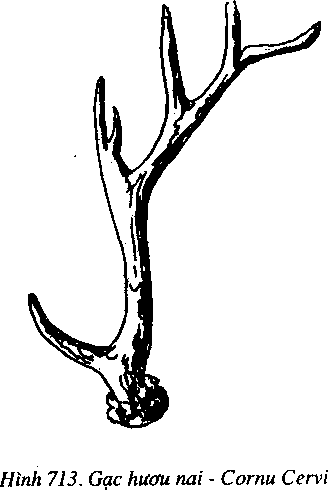 Hình 713. Gạc hươu nai - Cornu Cervi